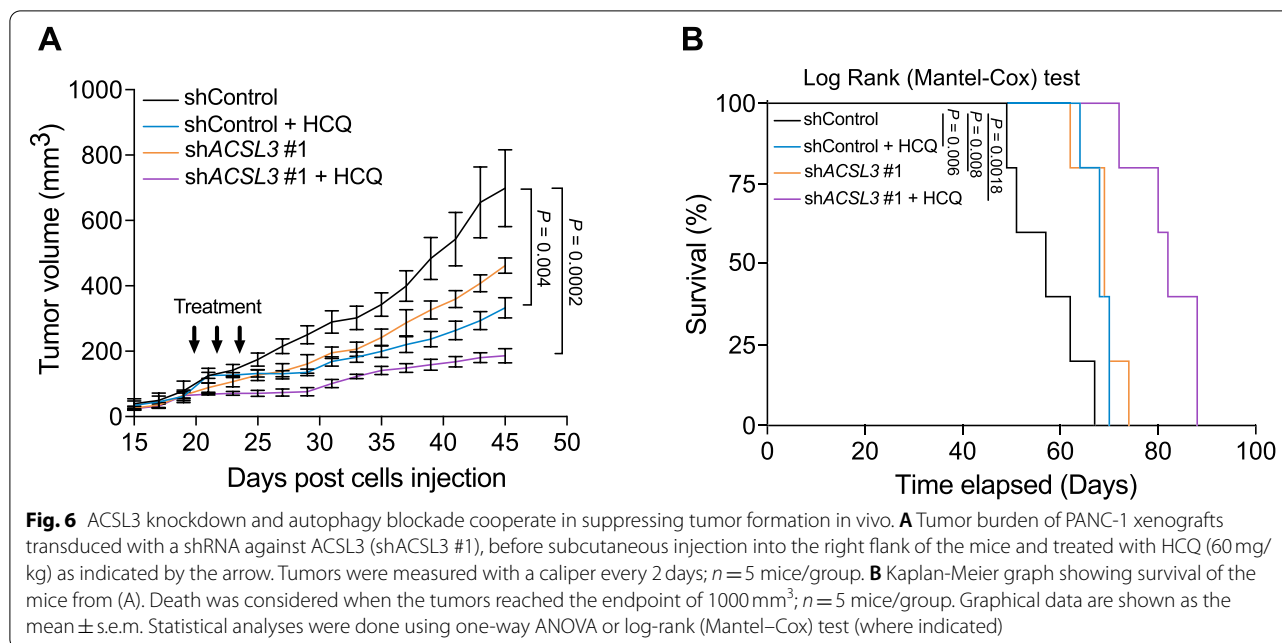 A
1000
800
600
400
200
0
Tumor volume (mm³)
shControl
shControl + HCQ
shACSL3 #1
shACSL3 #1 + HCQ
Treatment
P = 0.004
P = 0.0002
15 20 25 30 35 40 45 50
Days post cells injection
B
Log Rank (Mantel-Cox) test
100
75
50
25
0
Survival (%)
shControl
shControl + HCQ
shACSL3 #1
shACSL3 #1 + HCQ
P = 0.006
P = 0.008
P = 0.0018
0 20 40 60 80 100
Time elapsed (Days)
Fig. 6 ACSL3 knockdown and autophagy blockade cooperate in suppressing tumor formation in vivo. A Tumor burden of PANC-1 xenografts
transduced with a shRNA against ACSL3 (shACSL3 #1), before subcutaneous injection into the right flank of the mice and treated with HCQ (60 mg/
kg) as indicated by the arrow. Tumors were measured with a caliper every 2 days; n = 5 mice/group. B Kaplan-Meier graph showing survival of the
mice from (A). Death was considered when the tumors reached the endpoint of 1000 mm³; n = 5 mice/group. Graphical data are shown as the
mean ± s.e.m. Statistical analyses were done using one-way ANOVA or log-rank (Mantel–Cox) test (where indicated)